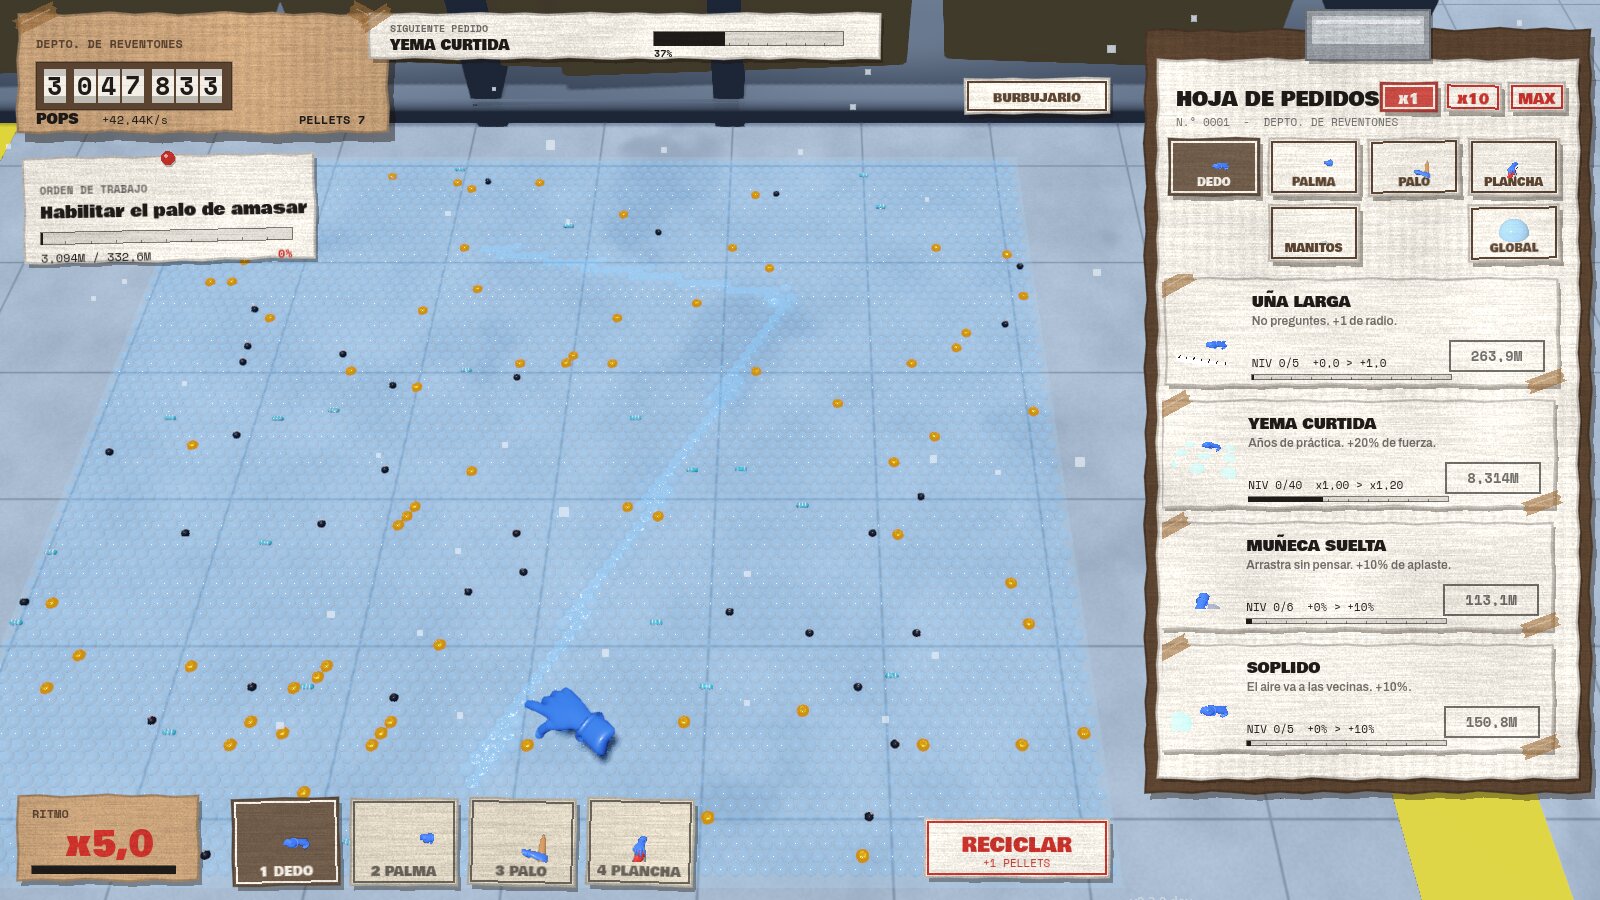 DEPTO. DE REVENTONES
3 047 833
POPS +42,44K/s PELLETS 7
SIGUIENTE PEDIDO
YEMA CURTIDA
37%
BURBUJARIO
ORDEN DE TRABAJO
Habilitar el palo de amasar
3,094M / 332,6M 0%
HOJA DE PEDIDOS x1 x10 MAX
N.° 0001 - DEPTO. DE REVENTONES
DEDO PALMA PALO PLANCHA
MANITOS GLOBAL
UÑA LARGA
No preguntes. +1 de radio.
NIV 0/5 +0,0 > +1,0 263,9M
YEMA CURTIDA
Años de práctica. +20% de fuerza.
NIV 0/40 x1,00 > x1,20 8,314M
MUÑECA SUELTA
Arrastra sin pensar. +10% de aplaste.
NIV 0/6 +0% > +10% 113,1M
SOPLIDO
El aire va a las vecinas. +10%.
NIV 0/5 +0% > +10% 150,8M
RITMO
x5,0
1 DEDO 2 PALMA 3 PALO 4 PLANCHA
RECICLAR
+1 PELLETS